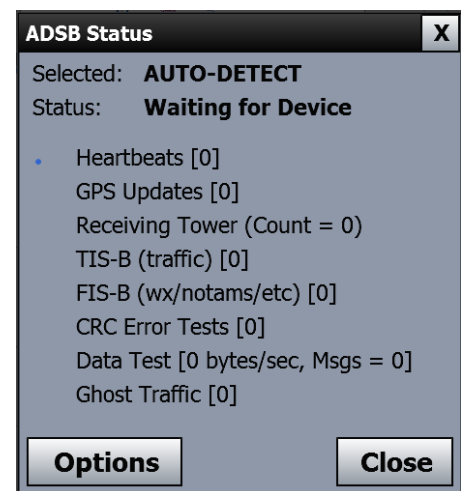 ADSB Status X
Selected: AUTO-DETECT
Status: Waiting for Device
Heartbeats [0]
GPS Updates [0]
Receiving Tower (Count = 0)
TIS-B (traffic) [0]
FIS-B (wx/notams/etc) [0]
CRC Error Tests [0]
Data Test [0 bytes/sec, Msgs = 0]
Ghost Traffic [0]
Options Close